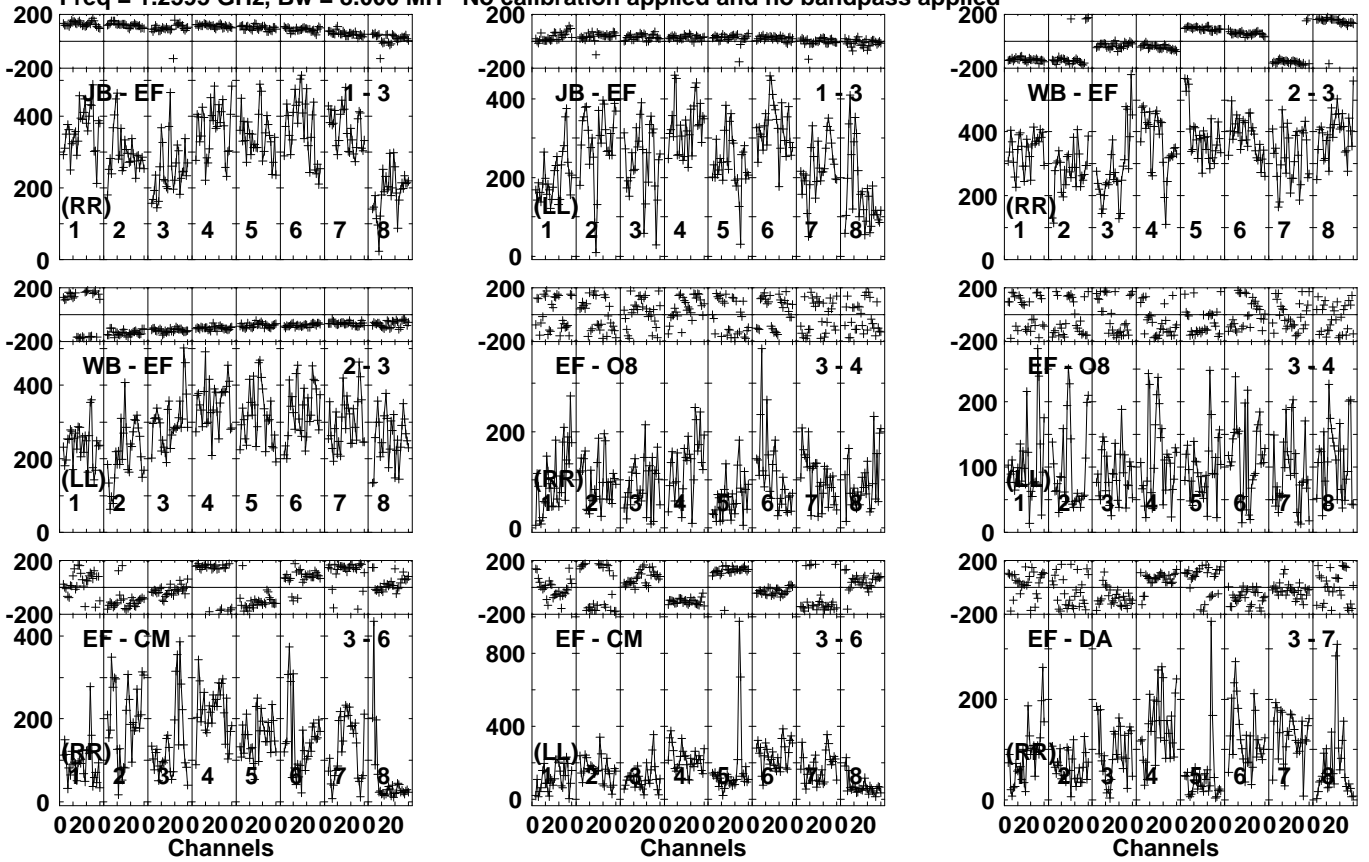 Freq = 1.2595 GHz, Bw = 8.000 MH No calibration applied and no bandpass applied
200 200 200
-200 -200 -200
JB - EF 1 - 3 JB - EF 1 - 3 WB - EF 2 - 3
400 400 400
200 200 200
(RR) (LL) (RR)
1 2 3 4 5 6 7 8 1 2 3 4 5 6 7 8 1 2 3 4 5 6 7 8
0 0 0
200 200 200
-200 -200 -200
WB - EF 2 - 3 EF - O8 3 - 4 EF - O8 3 - 4
400 200 200
200 100
(LL) (RR) (LL)
1 2 3 4 5 6 7 8 1 2 3 4 5 6 7 8 1 2 3 4 5 6 7 8
0 0 0
200 200 200
-200 -200 -200
EF - CM 3 - 6 EF - CM 3 - 6 EF - DA 3 - 7
400 800 200
200 400
(RR) (LL) (RR)
1 2 3 4 5 6 7 8 1 2 3 4 5 6 7 8 1 2 3 4 5 6 7 8
0 0 0
0 20 0 20 0 20 0 20 0 20 0 20 0 20 0 20 0 20 0 20 0 20 0 20 0 20 0 20 0 20 0 20 0 20 0 20 0 20 0 20 0 20 0 20 0 20 0 20
Channels Channels Channels